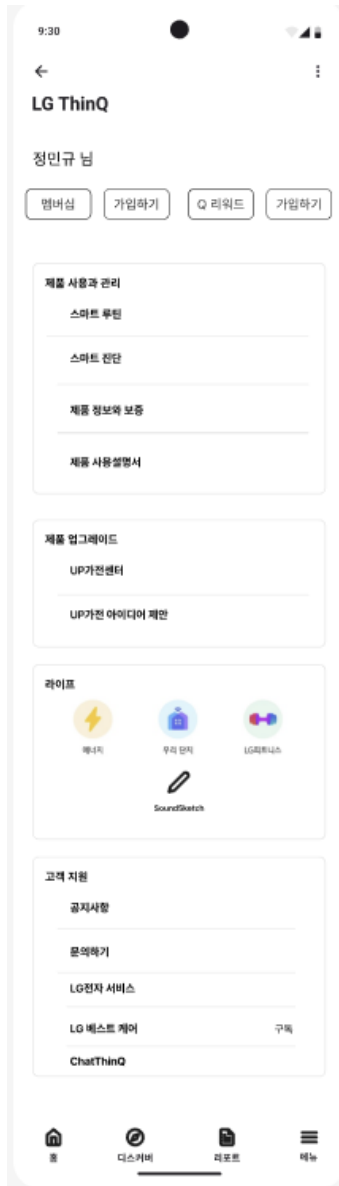 9:30
LG ThinQ
정민규 님
멤버십 가입하기 Q 리워드 가입하기
제품 사용과 관리
스마트 루틴
스마트 진단
제품 정보와 보증
제품 사용설명서
제품 업그레이드
UP가전센터
UP가전 아이디어 제안
라이프
에너지 우리 단지 LG피트니스
SoundSketch
고객 지원
공지사항
문의하기
LG전자 서비스
LG 베스트 케어 구독
ChatThinQ
홈 디스커버 리포트 메뉴